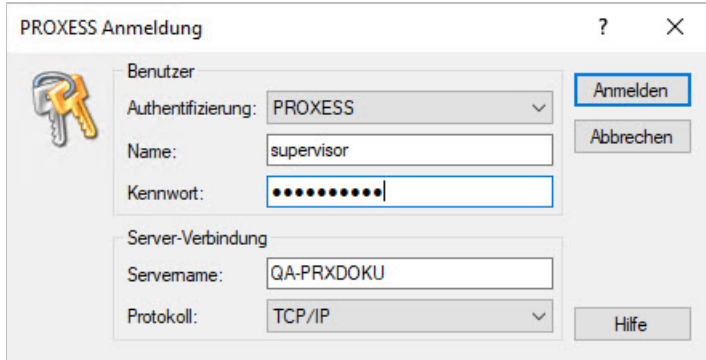 PROXESS Anmeldung
?
Benutzer
Authentifizierung: PROXESS
Name: supervisor
Kennwort: ●●●●●●●●●●
Server-Verbindung
Servername: QA-PRXDOKU
Protokoll: TCP/IP
Anmelden
Abbrechen
Hilfe